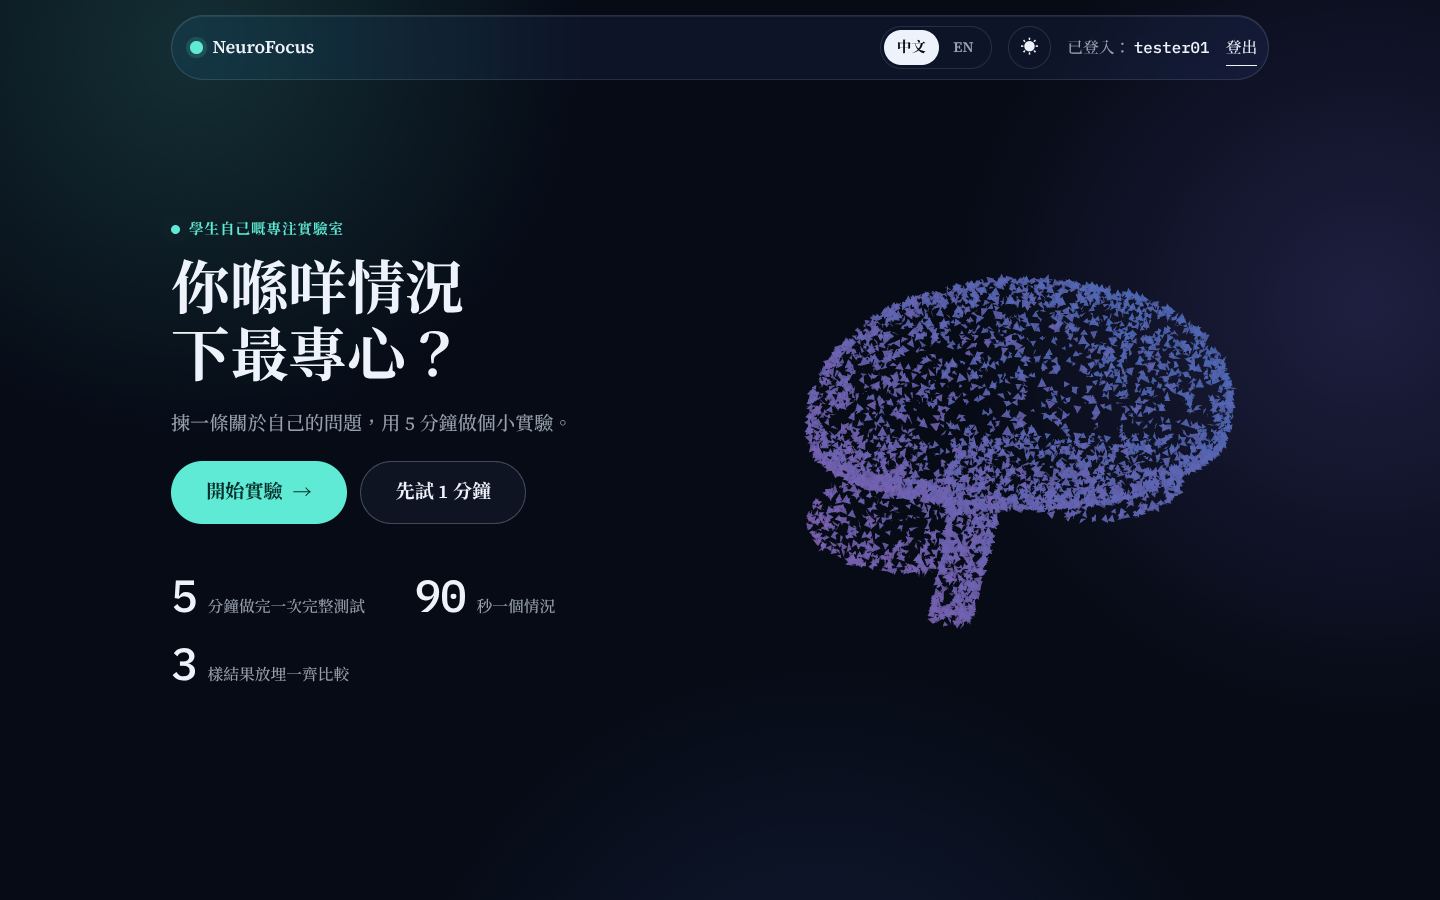 NeuroFocus
中文 EN 已登入： tester01 登出
學生自己嘅專注實驗室
你喺咩情況
下最專心？
揀一條關於自己的問題，用 5 分鐘做個小實驗。
開始實驗 → 先試 1 分鐘
5 分鐘做完一次完整測試 90 秒一個情況
3 樣結果放埋一齊比較